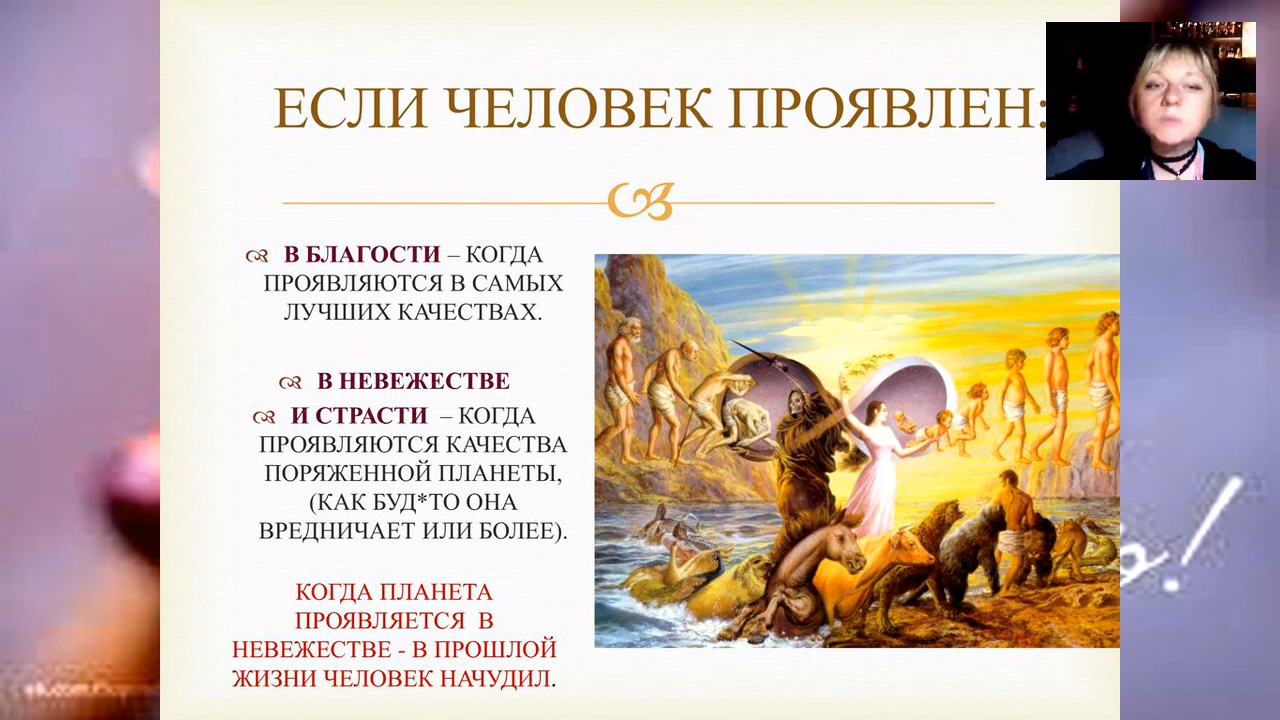 ЕСЛИ ЧЕЛОВЕК ПРОЯВЛЕН:
В БЛАГОСТИ – КОГДА
ПРОЯВЛЯЮТСЯ В САМЫХ
ЛУЧШИХ КАЧЕСТВАХ.
В НЕВЕЖЕСТВЕ
И СТРАСТИ – КОГДА
ПРОЯВЛЯЮТСЯ КАЧЕСТВА
ПОРЯЖЕННОЙ ПЛАНЕТЫ,
(КАК БУД*ТО ОНА
ВРЕДНИЧАЕТ ИЛИ БОЛЕЕ).
КОГДА ПЛАНЕТА
ПРОЯВЛЯЕТСЯ В
НЕВЕЖЕСТВЕ - В ПРОШЛОЙ
ЖИЗНИ ЧЕЛОВЕК НАЧУДИЛ.